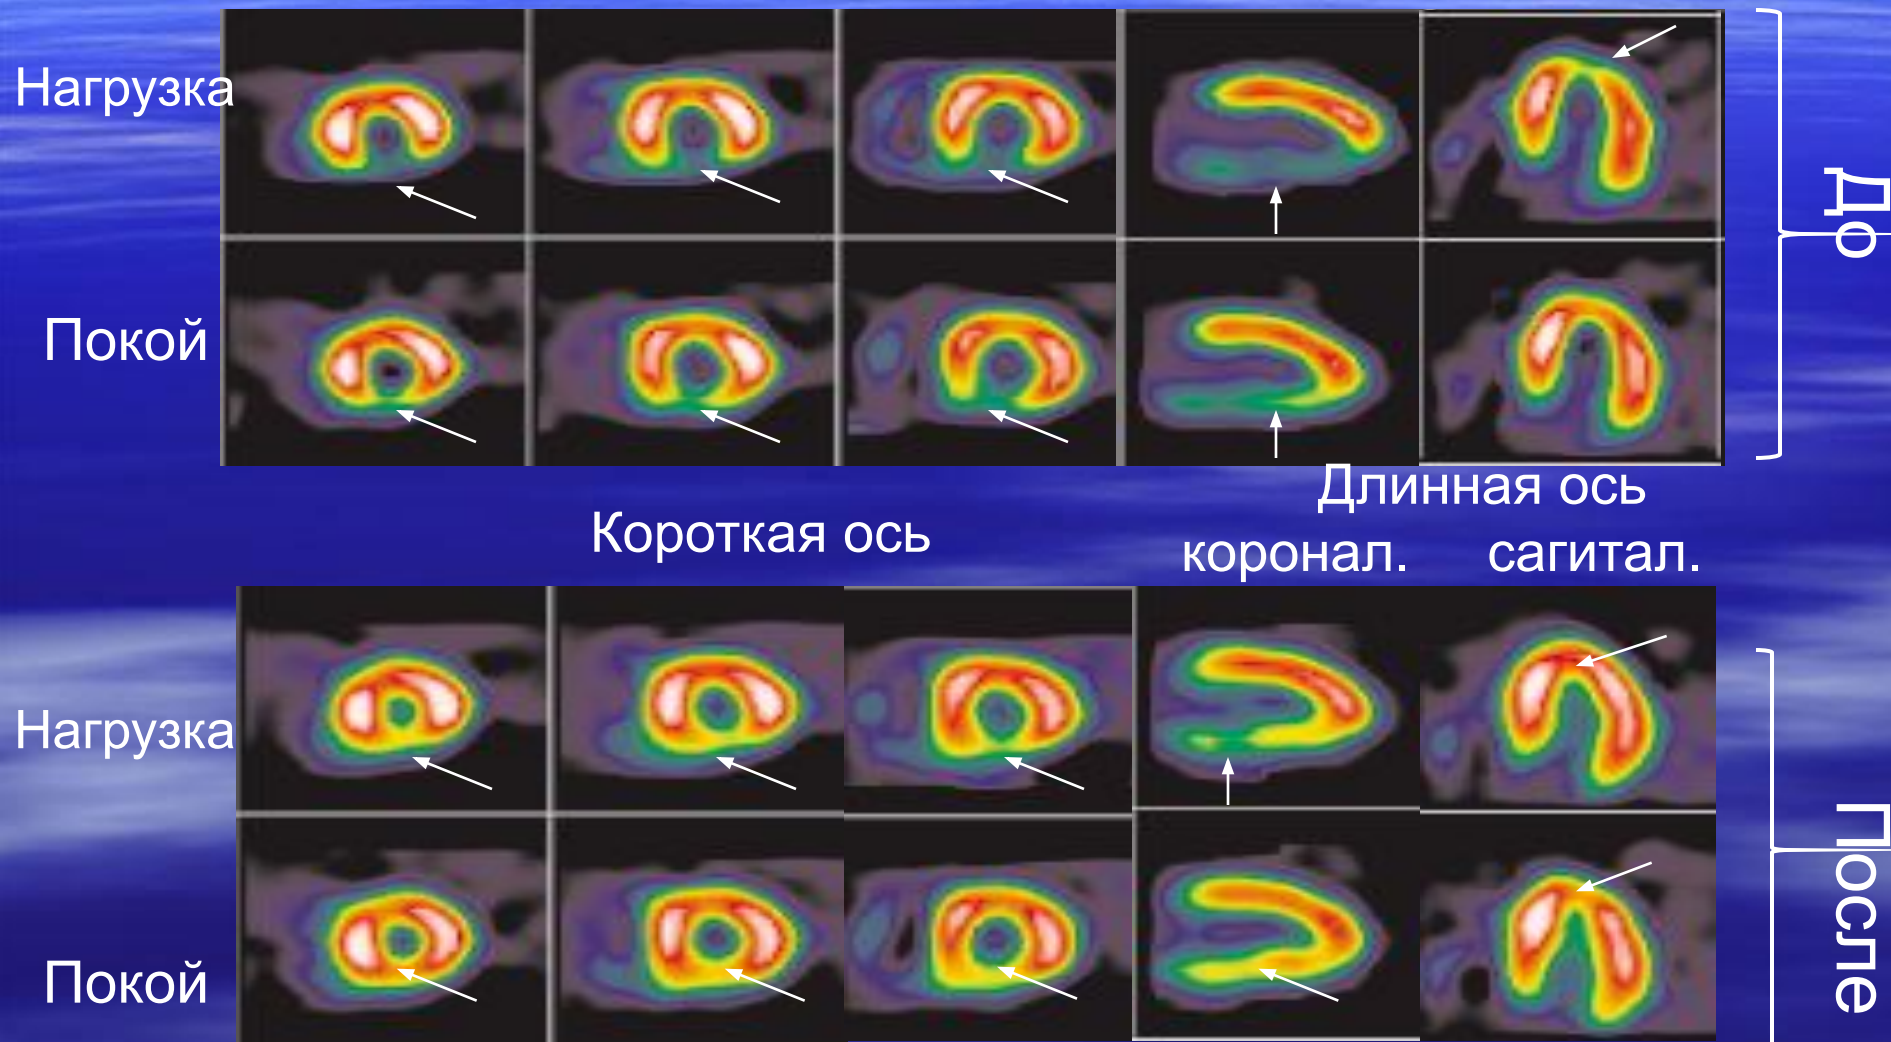 Нагрузка
До
Покой
Длинная ось
Короткая ось
коронал. сагитал.
Нагрузка
После
Покой